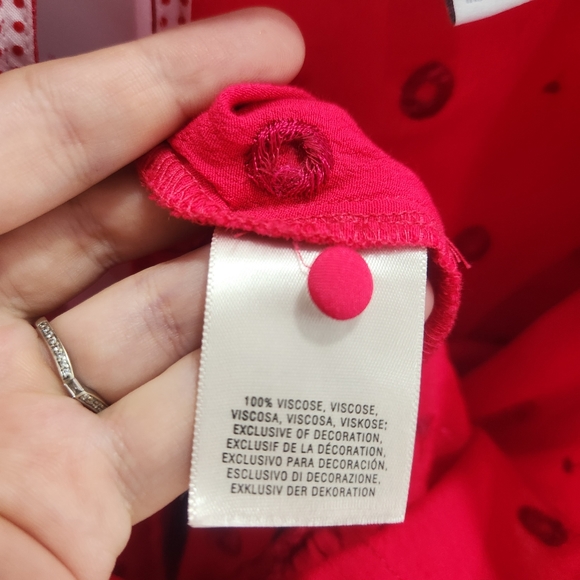 100% VISCOSE, VISCOSE,
VISCOSA, VISCOSA, VISKOSE;
EXCLUSIVE OF DECORATION,
EXCLUSIF DE LA DÉCORATION,
EXCLUSIVO PARA DECORACIÓN,
ESCLUSIVO DI DECORAZIONE,
EXKLUSIV DER DEKORATION